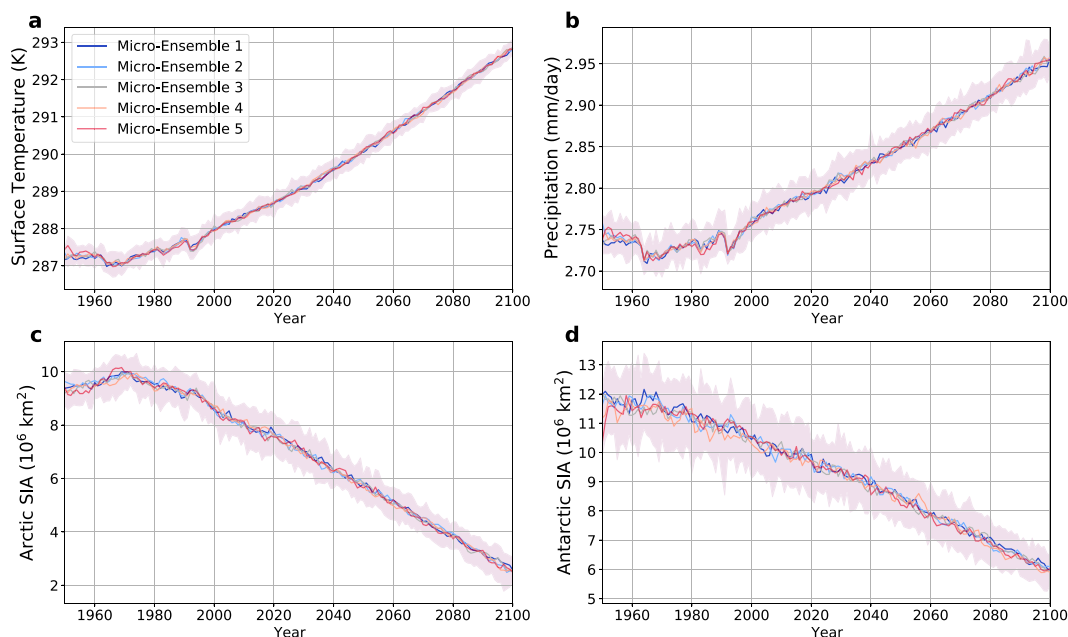 a
Surface Temperature (K)
293
292
291
290
289
288
287
Micro-Ensemble 1
Micro-Ensemble 2
Micro-Ensemble 3
Micro-Ensemble 4
Micro-Ensemble 5
1960 1980 2000 2020 2040 2060 2080 2100
Year
b
Precipitation (mm/day)
2.95
2.90
2.85
2.80
2.75
2.70
1960 1980 2000 2020 2040 2060 2080 2100
Year
c
Arctic SIA (10⁶ km²)
10
8
6
4
2
1960 1980 2000 2020 2040 2060 2080 2100
Year
d
Antarctic SIA (10⁶ km²)
13
12
11
10
9
8
7
6
5
1960 1980 2000 2020 2040 2060 2080 2100
Year